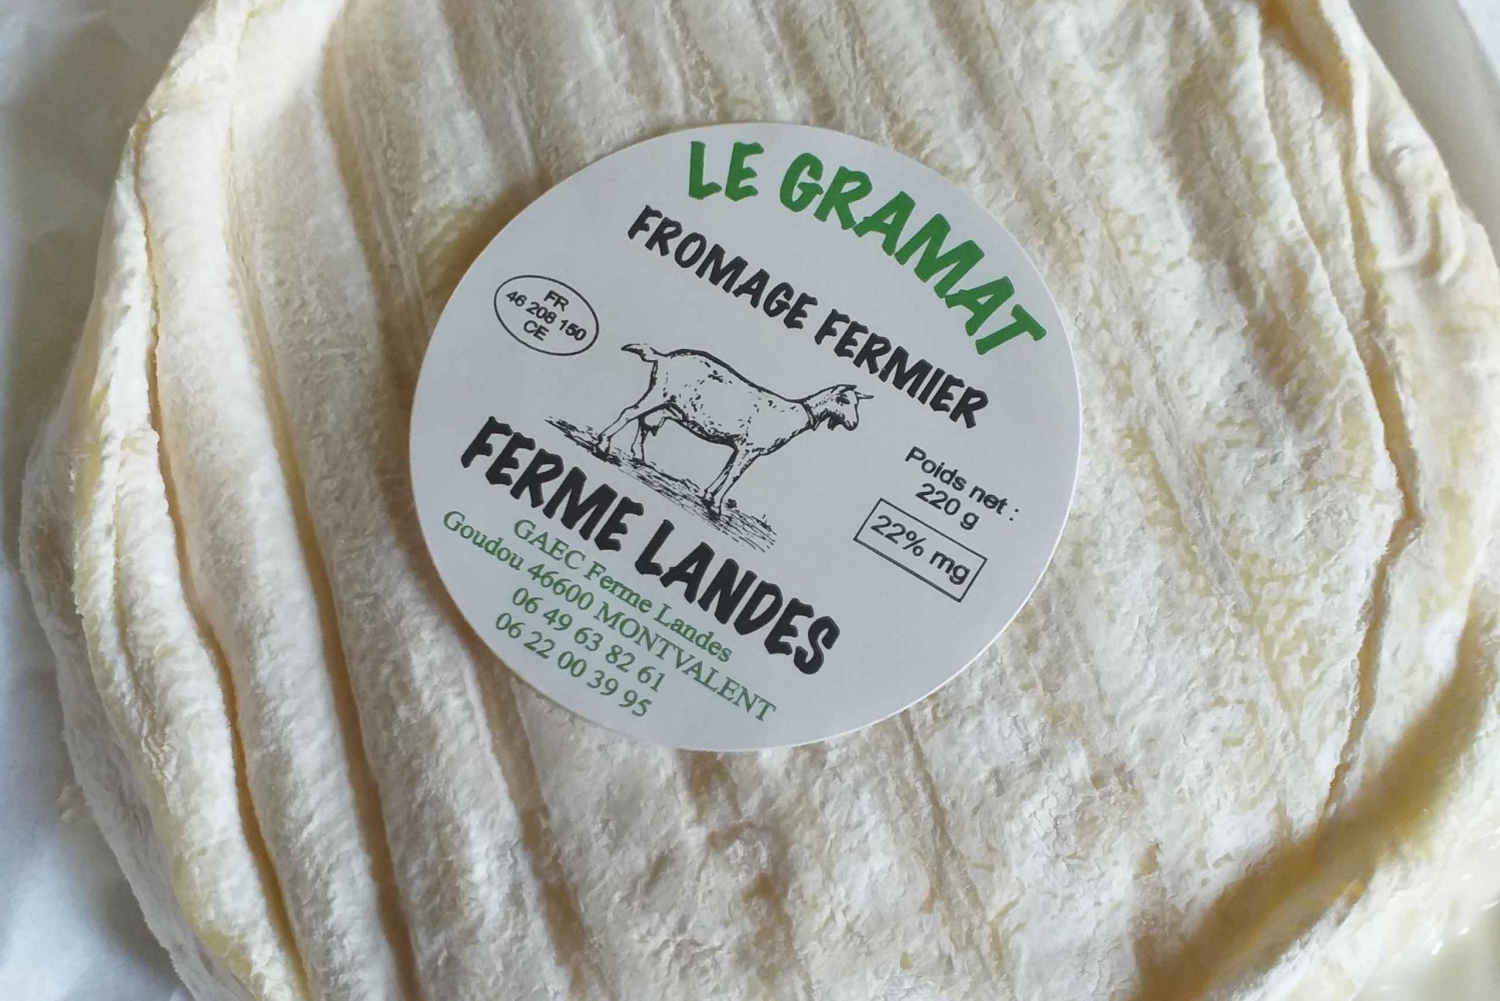 LE GRAMAT
FROMAGE FERMIER
FR
46 208 150
CE
Poids net :
220 g
22% mg
FERME LANDES
GAEC Ferme Landes
Goudou 46600 MONTVALENT
06 49 63 82 61
06 22 00 39 95